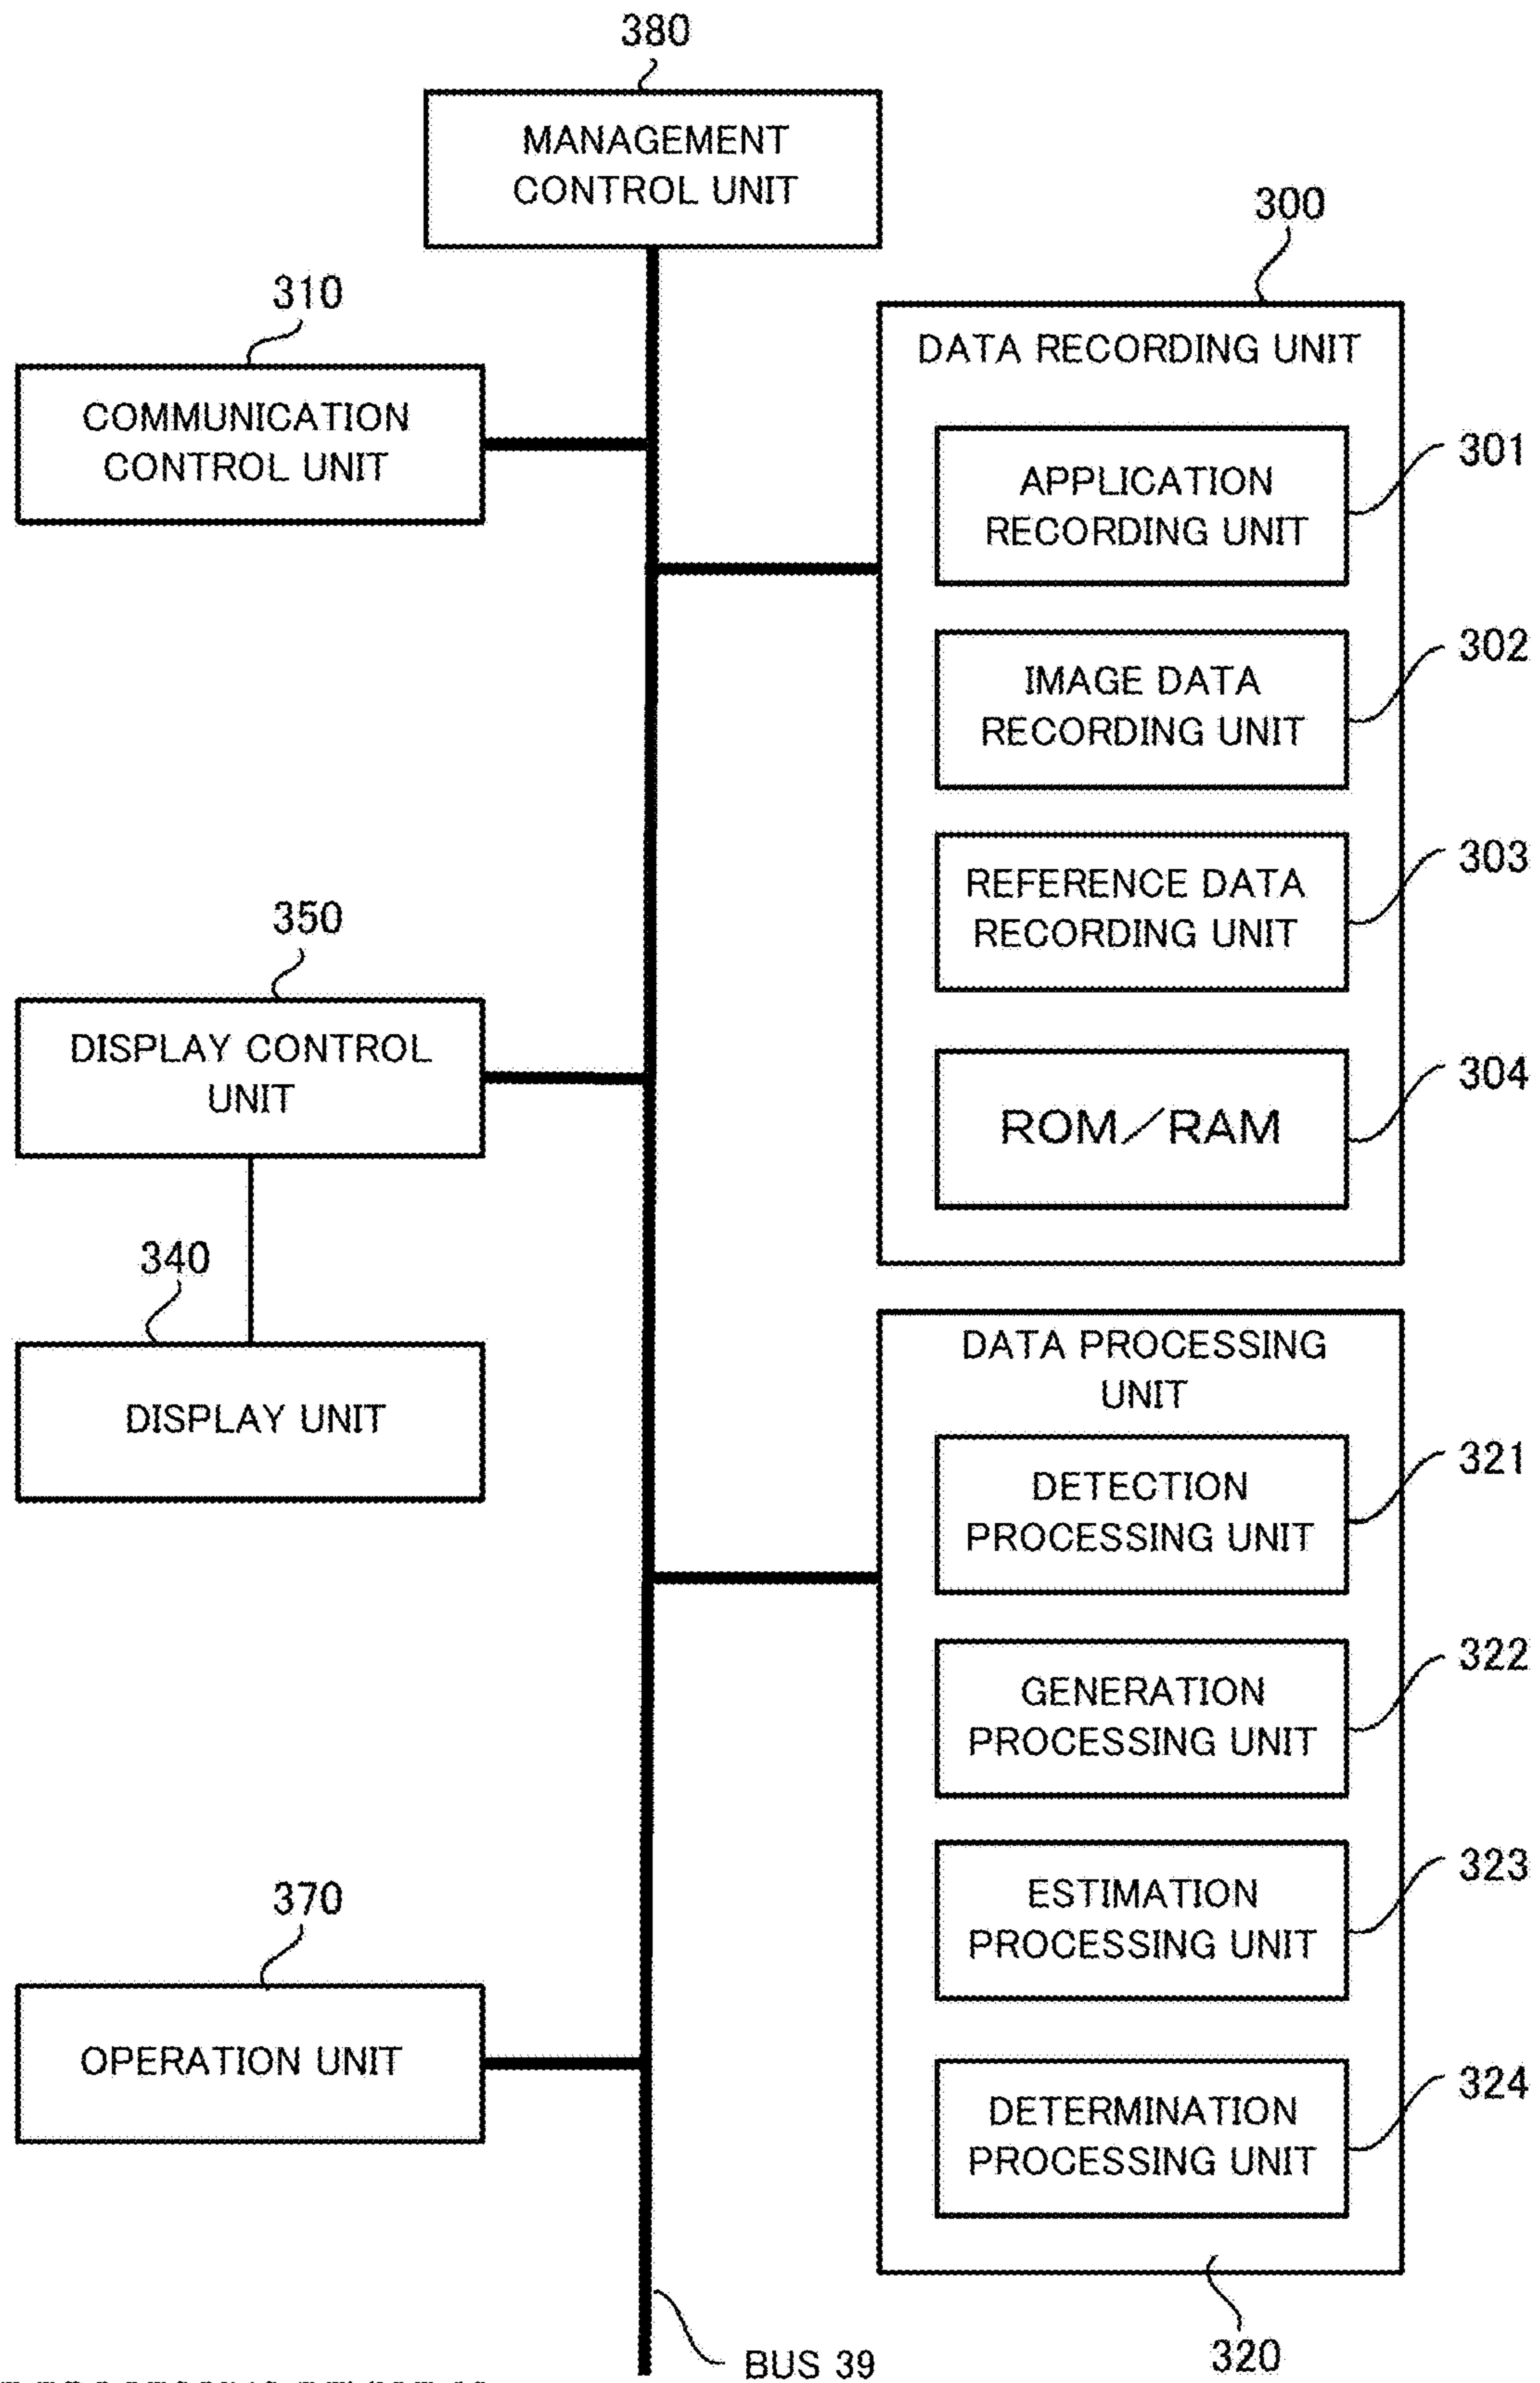 380
MANAGEMENT
CONTROL UNIT
300
310
DATA RECORDING UNIT
COMMUNICATION
CONTROL UNIT
301
APPLICATION
RECORDING UNIT
302
IMAGE DATA
RECORDING UNIT
303
REFERENCE DATA
RECORDING UNIT
350
DISPLAY CONTROL
UNIT
304
ROM／RAM
340
DISPLAY UNIT
DATA PROCESSING
UNIT
321
DETECTION
PROCESSING UNIT
322
GENERATION
PROCESSING UNIT
323
ESTIMATION
PROCESSING UNIT
370
OPERATION UNIT
324
DETERMINATION
PROCESSING UNIT
320
BUS 39